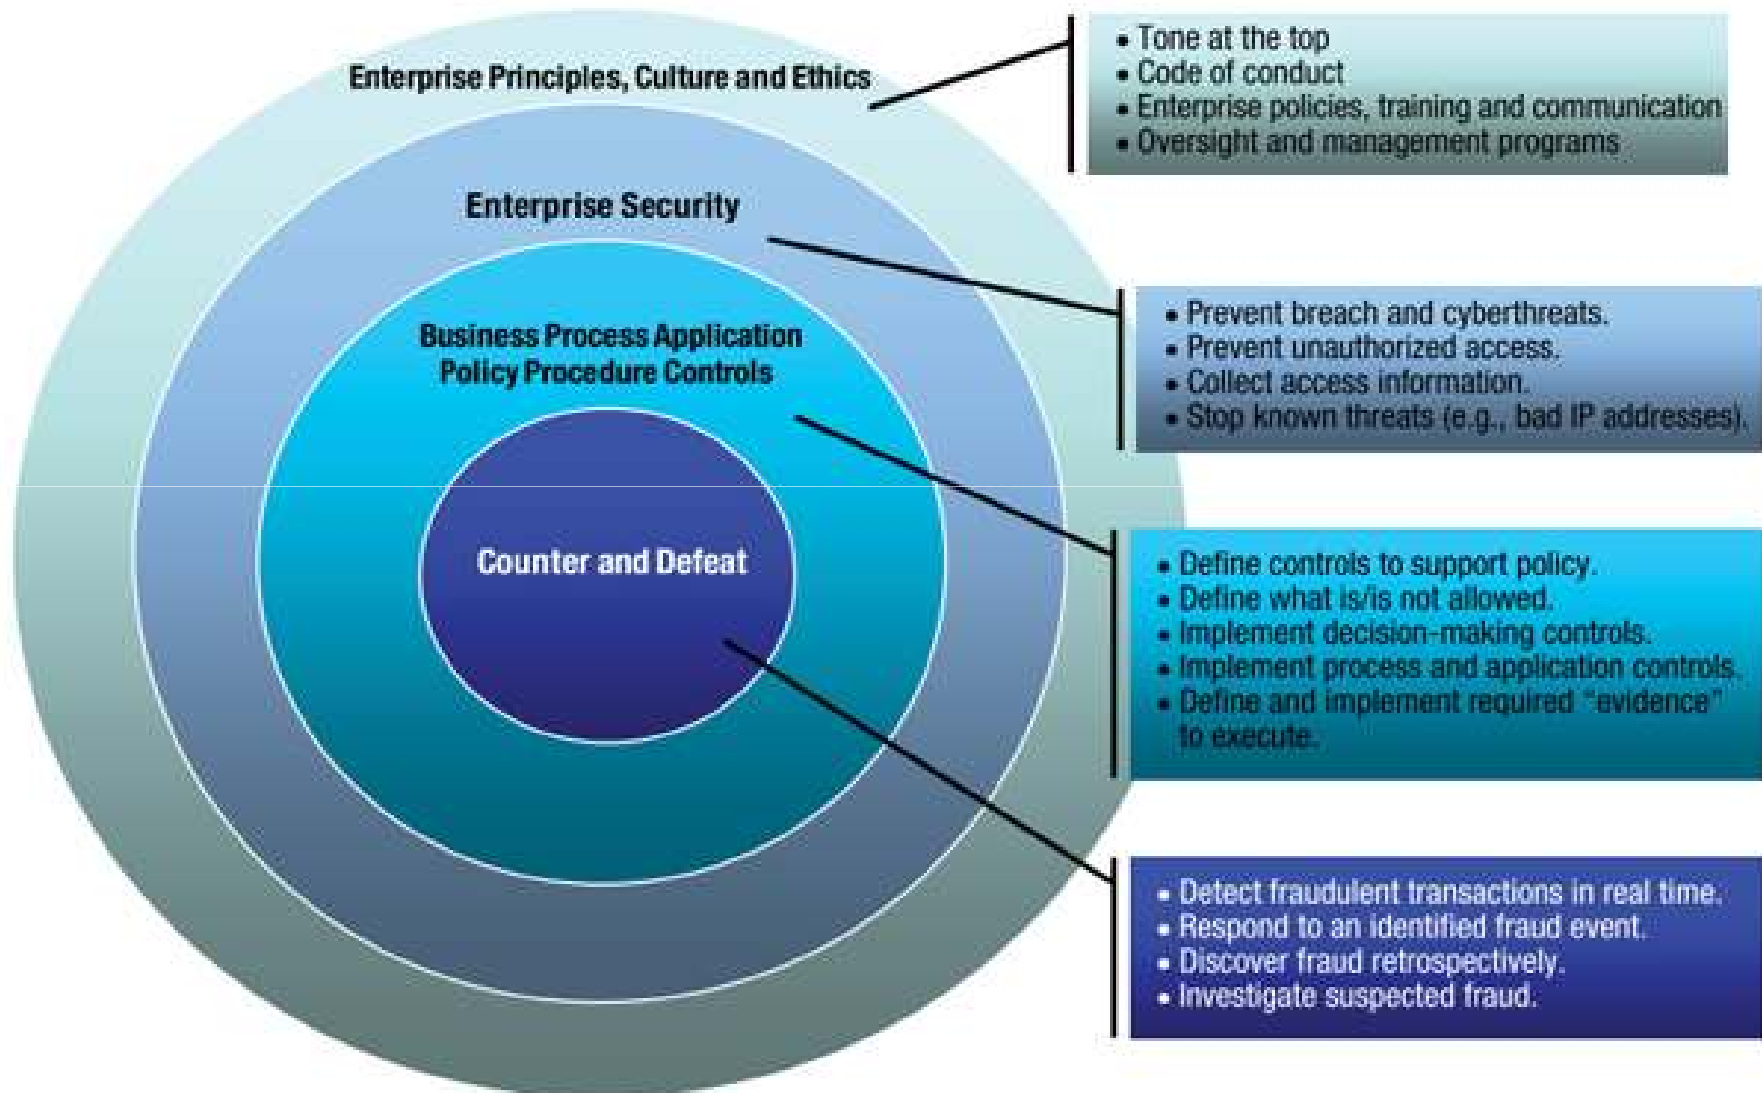 Enterprise Principles, Culture and Ethics
• Tone at the top
• Code of conduct
• Enterprise policies, training and communication
• Oversight and management programs
Enterprise Security
• Prevent breach and cyberthreats.
• Prevent unauthorized access.
• Collect access information.
• Stop known threats (e.g., bad IP addresses).
Business Process Application
Policy Procedure Controls
• Define controls to support policy.
• Define what is/is not allowed.
• Implement decision-making controls.
• Implement process and application controls.
• Define and implement required “evidence”
to execute.
Counter and Defeat
• Detect fraudulent transactions in real time.
• Respond to an identified fraud event.
• Discover fraud retrospectively.
• Investigate suspected fraud.